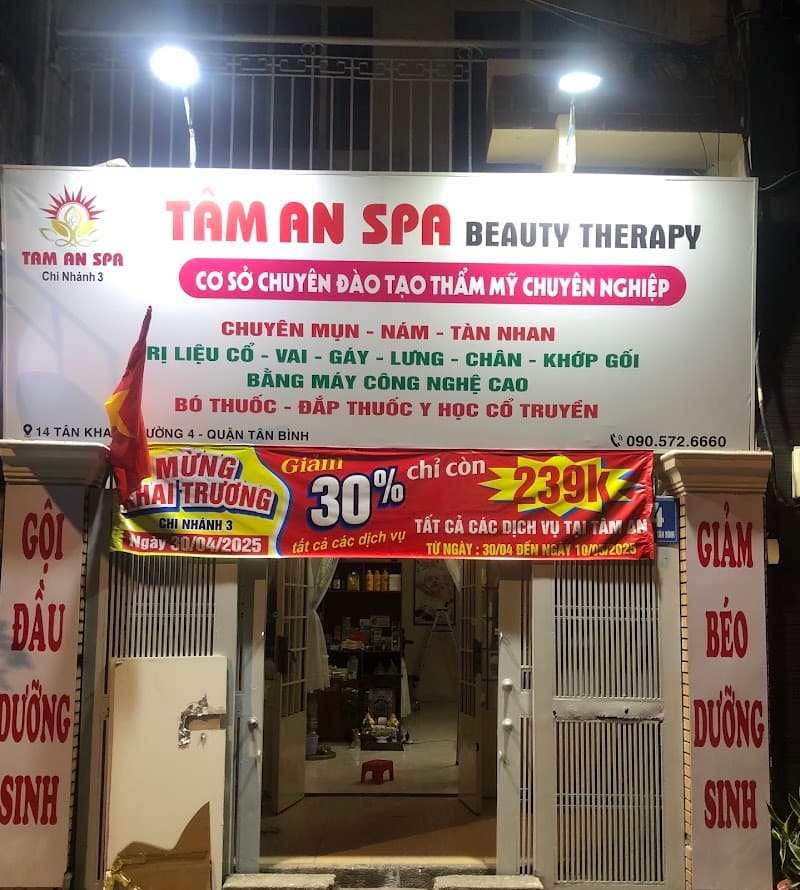 TÂM AN SPA BEAUTY THERAPY
TAM AN SPA
Chi Nhánh 3
CƠ SỞ CHUYÊN ĐÀO TẠO THẨM MỸ CHUYÊN NGHIỆP
CHUYÊN MỤN - NÁM - TÀN NHAN
RỊ LIỆU CỔ - VAI - GÁY - LƯNG - CHÂN - KHỚP GỐI
BẰNG MÁY CÔNG NGHỆ CAO
BÓ THUỐC - ĐẮP THUỐC Y HỌC CỔ TRUYỀN
14 TÂN KHA ƯỜNG 4 - QUẬN TÂN BÌNH
090.572.6660
MỪNG
KHAI TRƯƠNG
CHI NHÁNH 3
Ngày 30/04/2025
Giảm
30%
tất cả các dịch vụ
chỉ còn
239k
TẤT CẢ CÁC DỊCH VỤ TẠI TÂM AN
TỪ NGÀY : 30/04 ĐẾN NGÀY 10/05/2025
GỘI
ĐẦU
DƯỠNG
SINH
GIẢM
BÉO
DƯỠNG
SINH